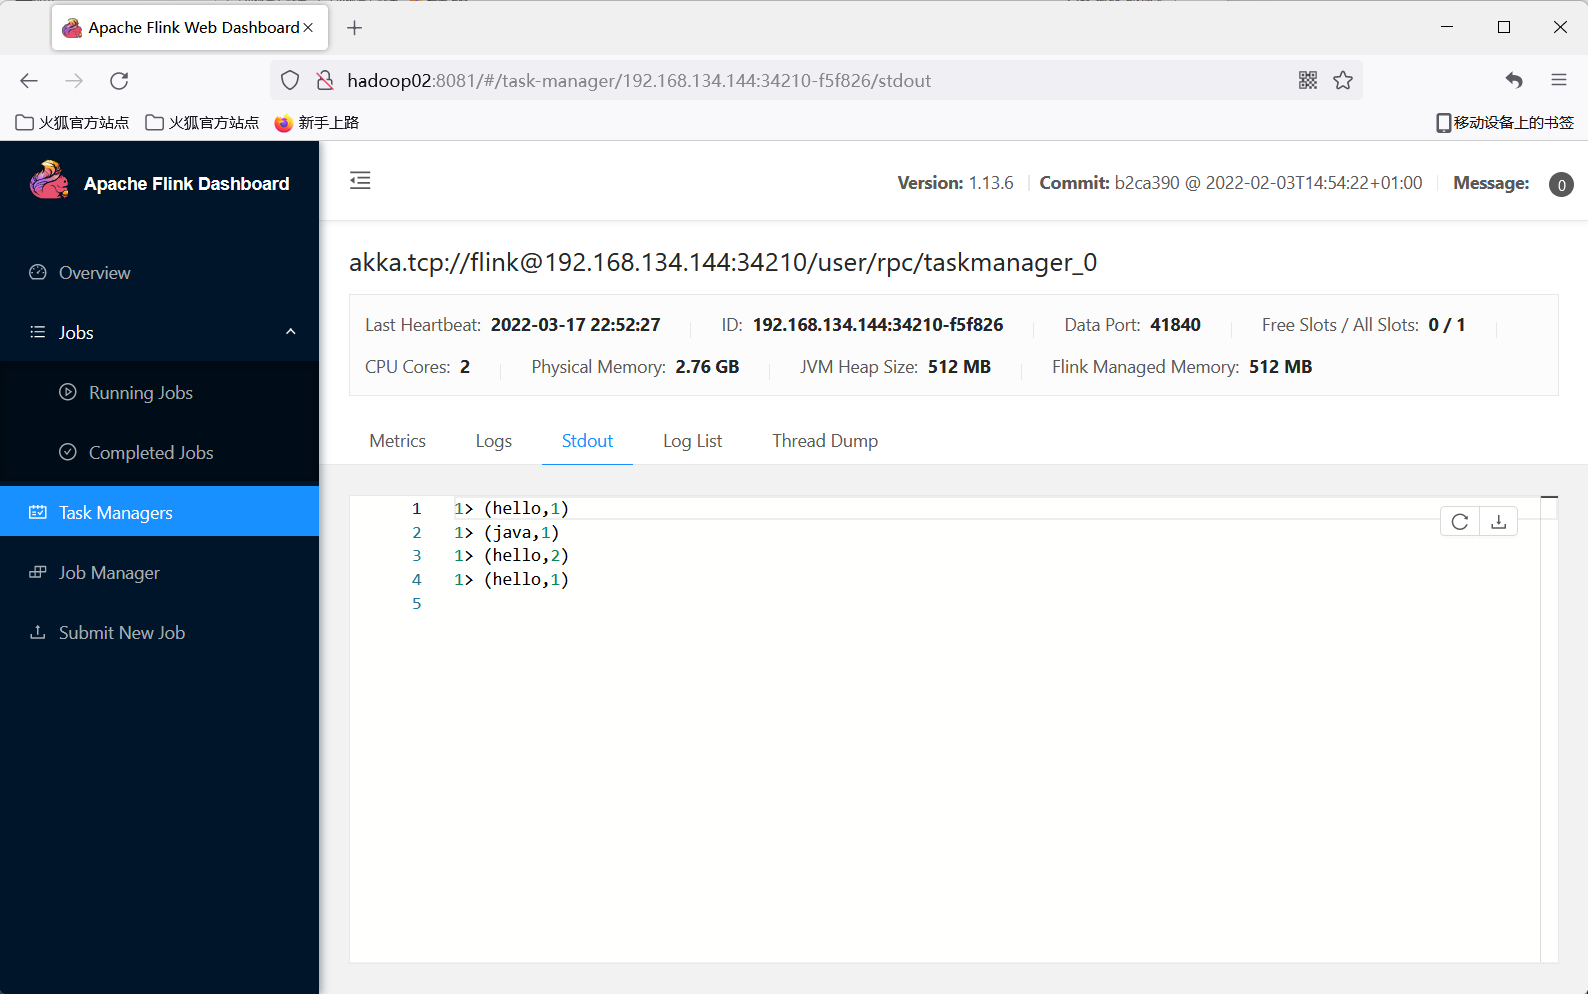 Apache Flink Web Dashboard
hadoop02:8081/#/task-manager/192.168.134.144:34210-f5f826/stdout
火狐官方站点 火狐官方站点 新手上路 移动设备上的书签
Apache Flink Dashboard
Version: 1.13.6 Commit: b2ca390 @ 2022-02-03T14:54:22+01:00 Message: 0
Overview
Jobs
Running Jobs
Completed Jobs
Task Managers
Job Manager
Submit New Job
akka.tcp://flink@192.168.134.144:34210/user/rpc/taskmanager_0
Last Heartbeat: 2022-03-17 22:52:27 ID: 192.168.134.144:34210-f5f826 Data Port: 41840 Free Slots / All Slots: 0 / 1
CPU Cores: 2 Physical Memory: 2.76 GB JVM Heap Size: 512 MB Flink Managed Memory: 512 MB
Metrics Logs Stdout Log List Thread Dump
1 1> (hello,1)
2 1> (java,1)
3 1> (hello,2)
4 1> (hello,1)
5